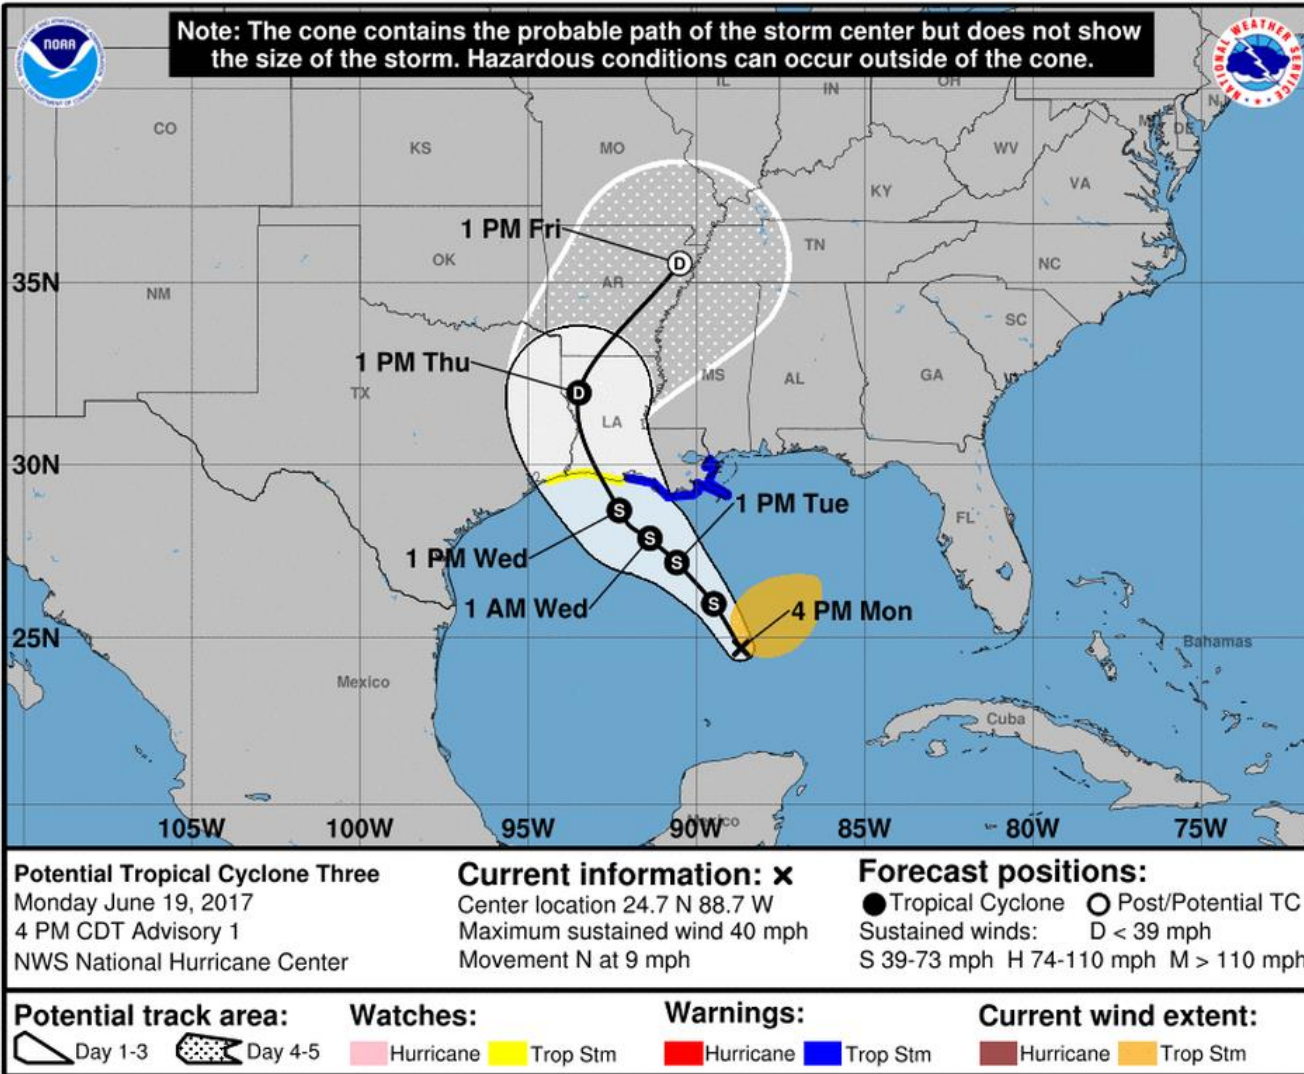 Note: The cone contains the probable path of the storm center but does not show
the size of the storm. Hazardous conditions can occur outside of the cone.
NOAA
NATIONAL WEATHER SERVICE
IL
IN
OH
NJ
CO
KS
MO
WV
DE
KY
VA
1 PM Fri
OK
TN
NC
35N
NM
AR
SC
1 PM Thu
TX
MS
AL
GA
LA
30N
1 PM Tue
FL
1 PM Wed
1 AM Wed
4 PM Mon
25N
Bahamas
Mexico
Cuba
Mexico
D
D
S
S
S
S
105W 100W 95W 90W 85W 80W 75W
Potential Tropical Cyclone Three
Monday June 19, 2017
4 PM CDT Advisory 1
NWS National Hurricane Center
Current information: ×
Center location 24.7 N 88.7 W
Maximum sustained wind 40 mph
Movement N at 9 mph
Forecast positions:
Tropical Cyclone Post/Potential TC
Sustained winds: D < 39 mph
S 39-73 mph H 74-110 mph M > 110 mph
Potential track area:
Day 1-3 Day 4-5
Watches:
Hurricane Trop Stm
Warnings:
Hurricane Trop Stm
Current wind extent:
Hurricane Trop Stm